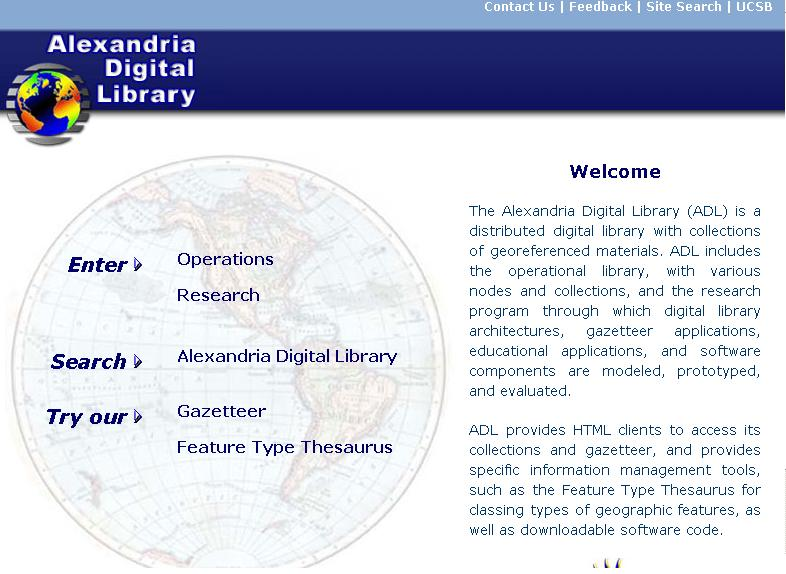 Contact Us | Feedback | Site Search | UCSB
Alexandria
Digital
Library
Enter
Operations
Research
Search
Alexandria Digital Library
Try our
Gazetteer
Feature Type Thesaurus
Welcome
The Alexandria Digital Library (ADL) is a
distributed digital library with collections
of georeferenced materials. ADL includes
the operational library, with various
nodes and collections, and the research
program through which digital library
architectures, gazetteer applications,
educational applications, and software
components are modeled, prototyped,
and evaluated.
ADL provides HTML clients to access its
collections and gazetteer, and provides
specific information management tools,
such as the Feature Type Thesaurus for
classing types of geographic features, as
well as downloadable software code.